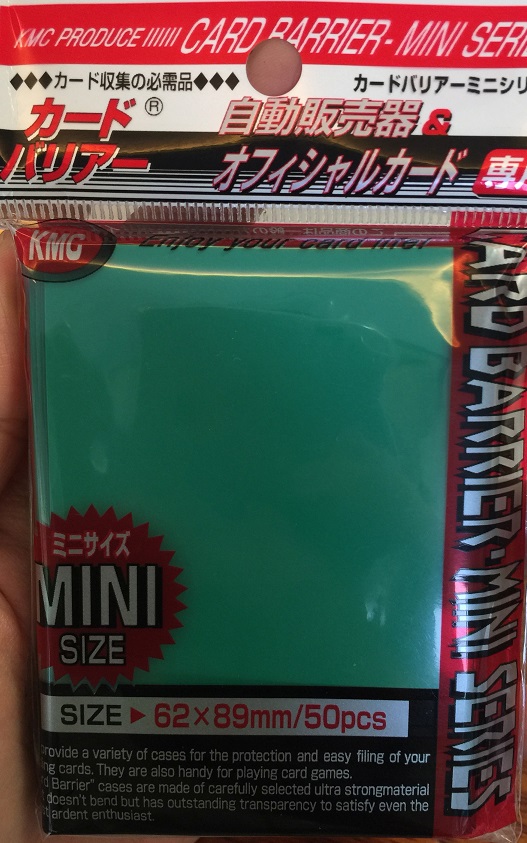 KMC PRODUCE ////// CARD BARRIER- MINI SERI
◆◆◆カード収集の必需品◆◆◆ カードバリアーミニシリ
カード®
バリアー
自動販売器&
オフィシャルカード 専用
KMC Enjoy your card life!
CARD BARRIER・MINI SERIES
ミニサイズ
MINI
SIZE
SIZE ▶ 62×89mm/50pcs
rovide a variety of cases for the protection and easy filing of your
ng cards. They are also handy for playing card games.
d Barrier" cases are made of carefully selected ultra strongmaterial
doesn't bend but has outstanding transparency to satisfy even the
ardent enthusiast.